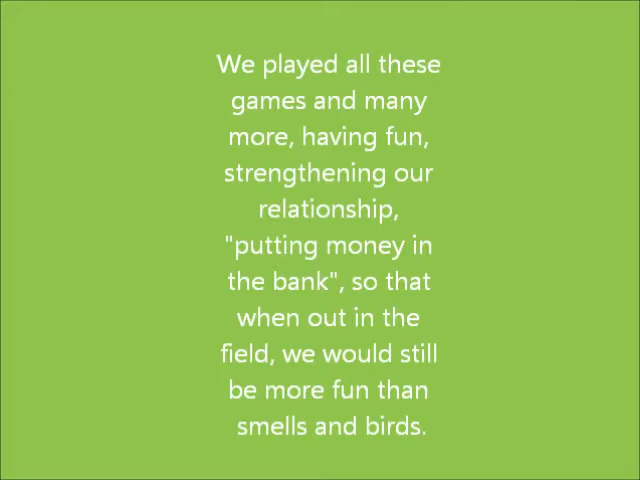 We played all these
games and many
more, having fun,
strengthening our
relationship,
"putting money in
the bank", so that
when out in the
field, we would still
be more fun than
smells and birds.